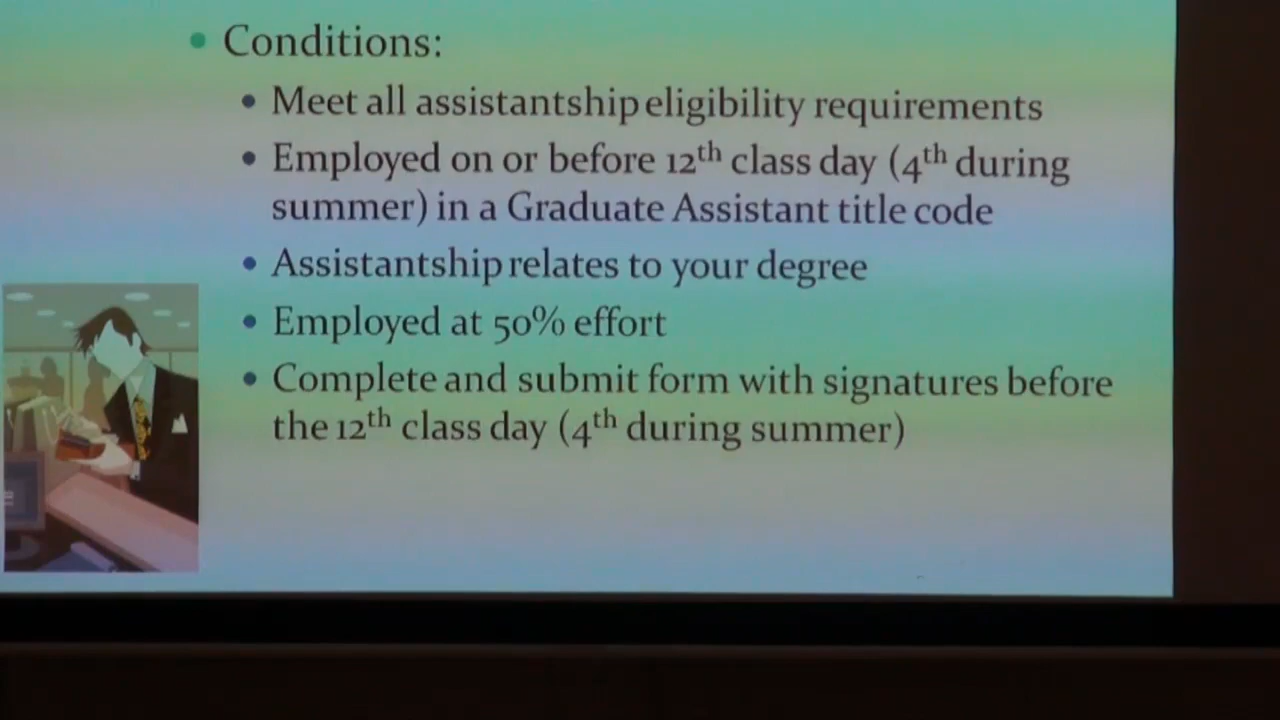 • Conditions:
• Meet all assistantship eligibility requirements
• Employed on or before 12th class day (4th during
summer) in a Graduate Assistant title code
• Assistantship relates to your degree
• Employed at 50% effort
• Complete and submit form with signatures before
the 12th class day (4th during summer)